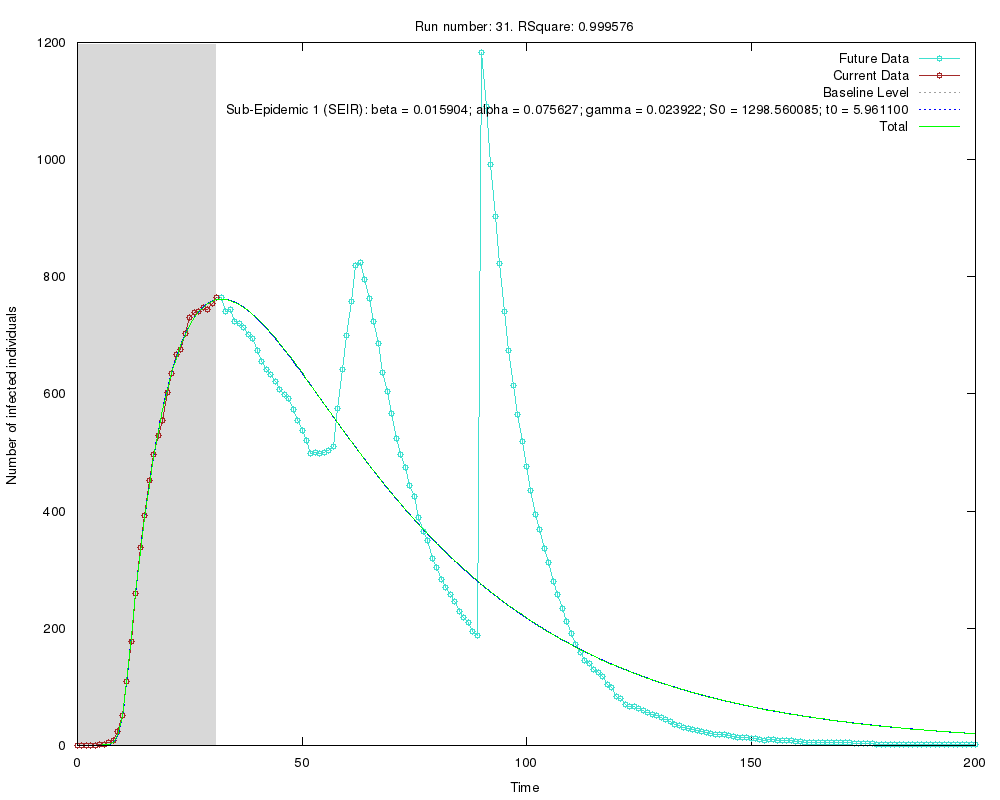 Run number: 31. RSquare: 0.999576
Future Data
Current Data
Baseline Level
Sub-Epidemic 1 (SEIR): beta = 0.015904; alpha = 0.075627; gamma = 0.023922; S0 = 1298.560085; t0 = 5.961100
Total
1200
1000
800
600
400
200
0
Number of infected individuals
0 50 100 150 200
Time